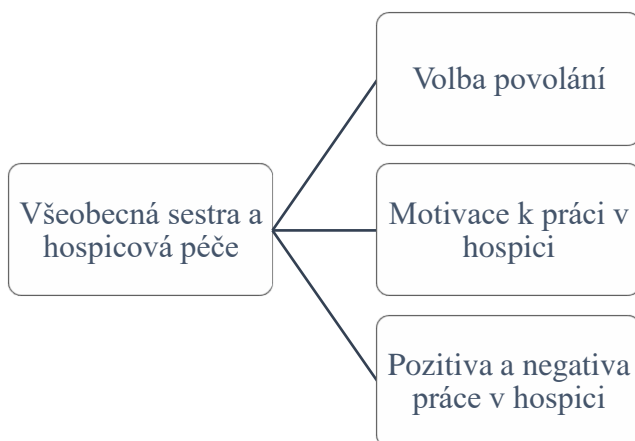 Volba povolání
Všeobecná sestra a
hospicová péče
Motivace k práci v
hospici
Pozitiva a negativa
práce v hospici